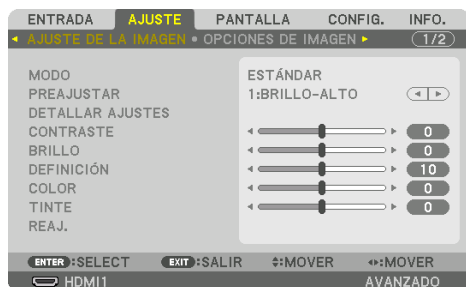 ENTRADA AJUSTE PANTALLA CONFIG. INFO.
AJUSTE DE LA IMAGEN • OPCIONES DE IMAGEN 1/2
MODO ESTÁNDAR
PREAJUSTAR 1:BRILLO-ALTO
DETALLAR AJUSTES
CONTRASTE 0
BRILLO 0
DEFINICIÓN 10
COLOR 0
TINTE 0
REAJ.
ENTER:SELECT EXIT:SALIR :MOVER :MOVER
HDMI1 AVANZADO